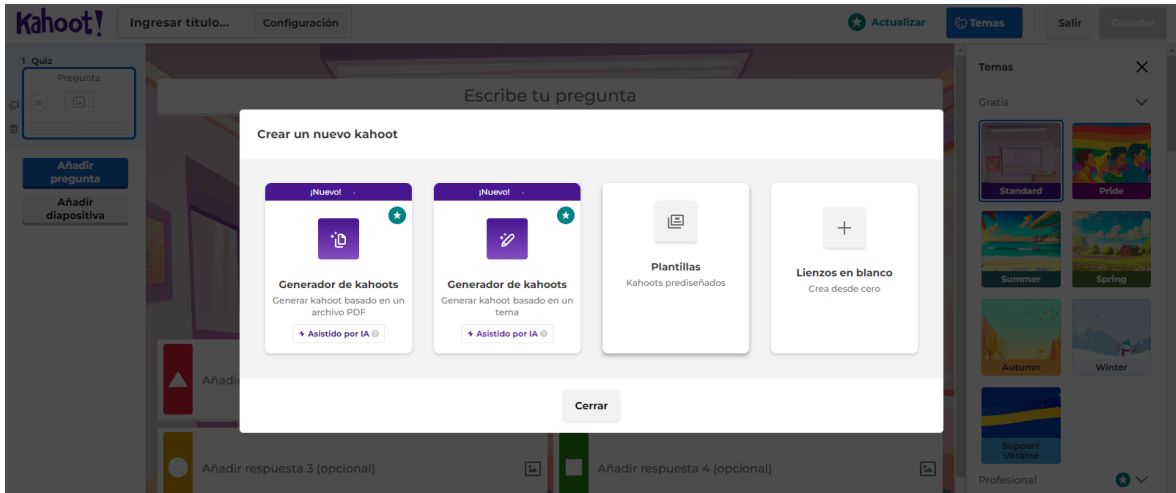 Kahoot!
Ingresar título...
Configuración
Actualizar
Temas
Salir
Guardar
1 Quiz
Pregunta
20
Añadir
pregunta
Añadir
diapositiva
Escribe tu pregunta
Crear un nuevo kahoot
¡Nuevo!
Generador de kahoots
Generar kahoot basado en un
archivo PDF
Asistido por IA
¡Nuevo!
Generador de kahoots
Generar kahoot basado en un
tema
Asistido por IA
Plantillas
Kahoots prediseñados
Lienzos en blanco
Crea desde cero
Cerrar
Añadi
Añadir respuesta 3 (opcional)
Añadir respuesta 4 (opcional)
Temas
Gratis
Standard
Pride
Summer
Spring
Autumn
Winter
Support
Ukraine
Profesional